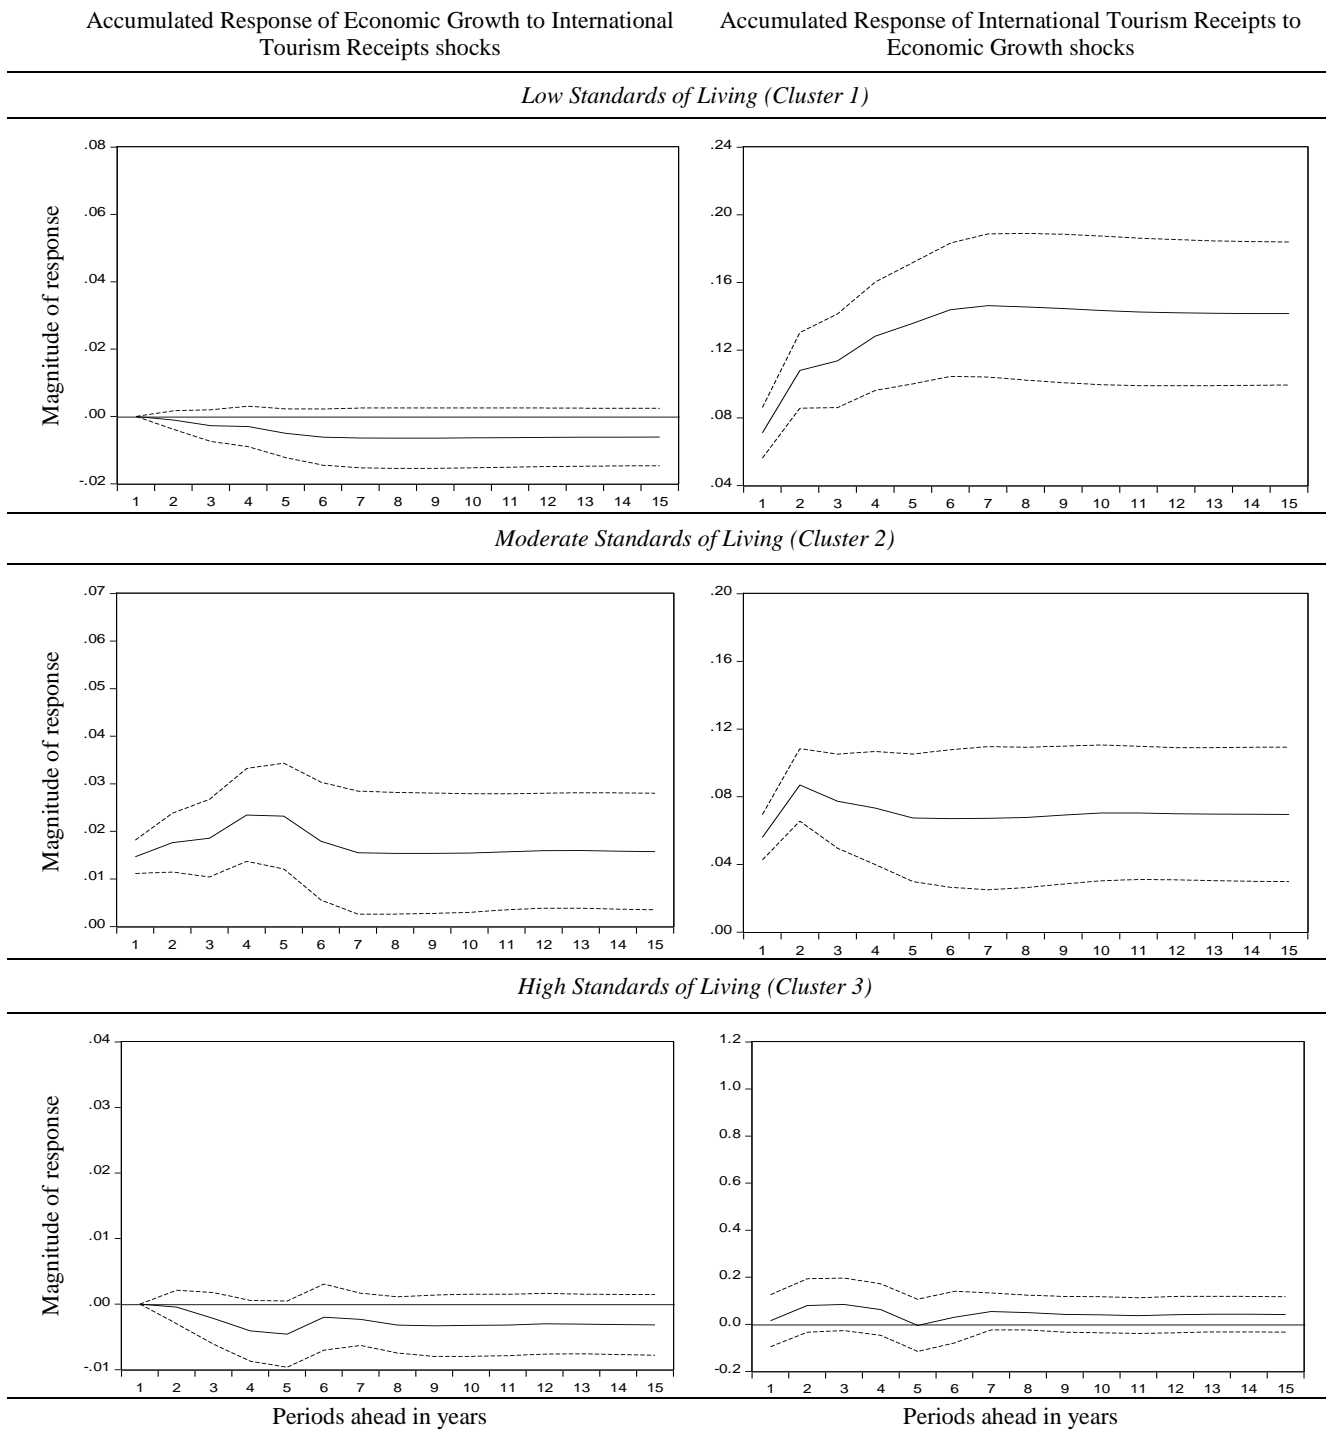 Accumulated Response of Economic Growth to International
Tourism Receipts shocks
Accumulated Response of International Tourism Receipts to
Economic Growth shocks
Low Standards of Living (Cluster 1)
Magnitude of response
.08
.06
.04
.02
.00
-.02
1 2 3 4 5 6 7 8 9 10 11 12 13 14 15
.24
.20
.16
.12
.08
.04
1 2 3 4 5 6 7 8 9 10 11 12 13 14 15
Moderate Standards of Living (Cluster 2)
Magnitude of response
.07
.06
.05
.04
.03
.02
.01
.00
1 2 3 4 5 6 7 8 9 10 11 12 13 14 15
.20
.16
.12
.08
.04
.00
1 2 3 4 5 6 7 8 9 10 11 12 13 14 15
High Standards of Living (Cluster 3)
Magnitude of response
.04
.03
.02
.01
.00
-.01
1 2 3 4 5 6 7 8 9 10 11 12 13 14 15
1.2
1.0
0.8
0.6
0.4
0.2
0.0
-0.2
1 2 3 4 5 6 7 8 9 10 11 12 13 14 15
Periods ahead in years
Periods ahead in years